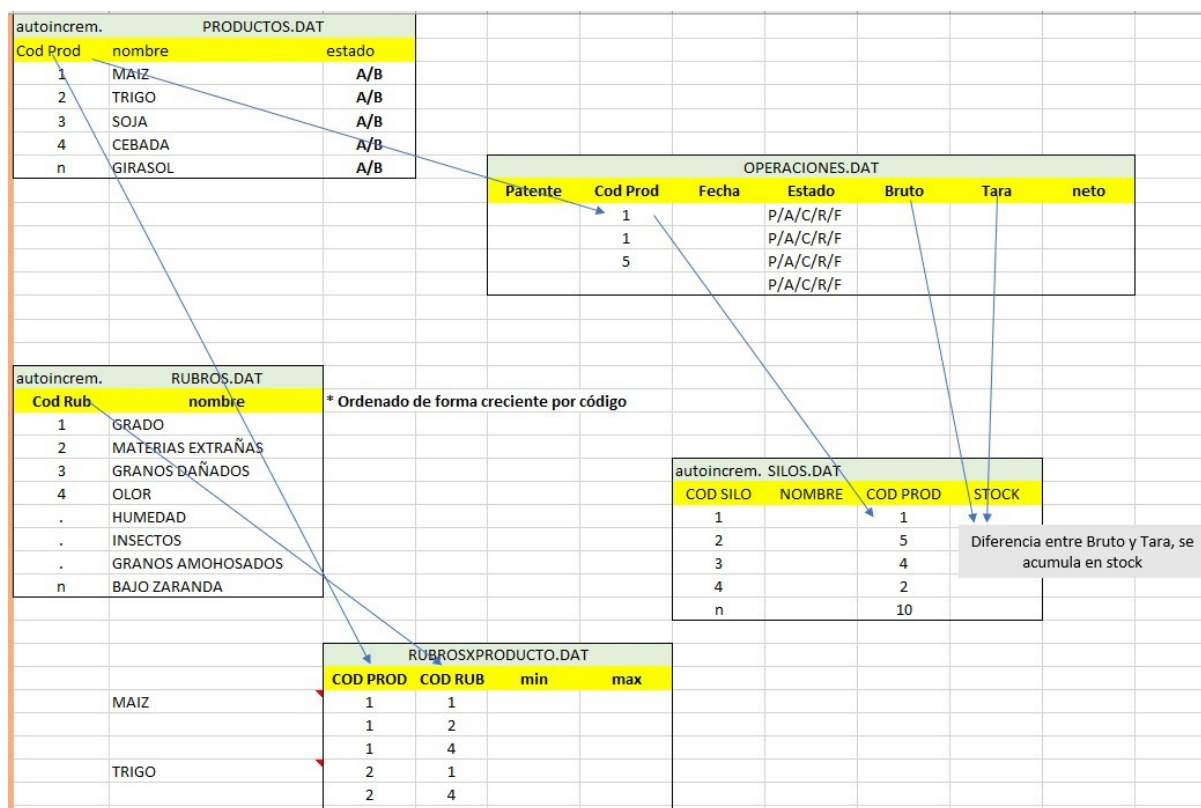 autoincrem. PRODUCTOS.DAT
Cod Prod nombre estado
1 MAIZ A/B
2 TRIGO A/B
3 SOJA A/B
4 CEBADA A/B
n GIRASOL A/B
OPERACIONES.DAT
Patente Cod Prod Fecha Estado Bruto Tara neto
1 P/A/C/R/F
1 P/A/C/R/F
5 P/A/C/R/F
P/A/C/R/F
autoincrem. RUBROS.DAT
Cod Rub nombre * Ordenado de forma creciente por código
1 GRADO
2 MATERIAS EXTRAÑAS
3 GRANOS DAÑADOS
4 OLOR
. HUMEDAD
. INSECTOS
. GRANOS AMOHOSADOS
n BAJO ZARANDA
autoincrem. SILOS.DAT
COD SILO NOMBRE COD PROD STOCK
1 1
2 5
3 4
4 2
n 10
Diferencia entre Bruto y Tara, se
acumula en stock
RUBROSXPRODUCTO.DAT
COD PROD COD RUB min max
MAIZ 1 1
1 2
1 4
TRIGO 2 1
2 4